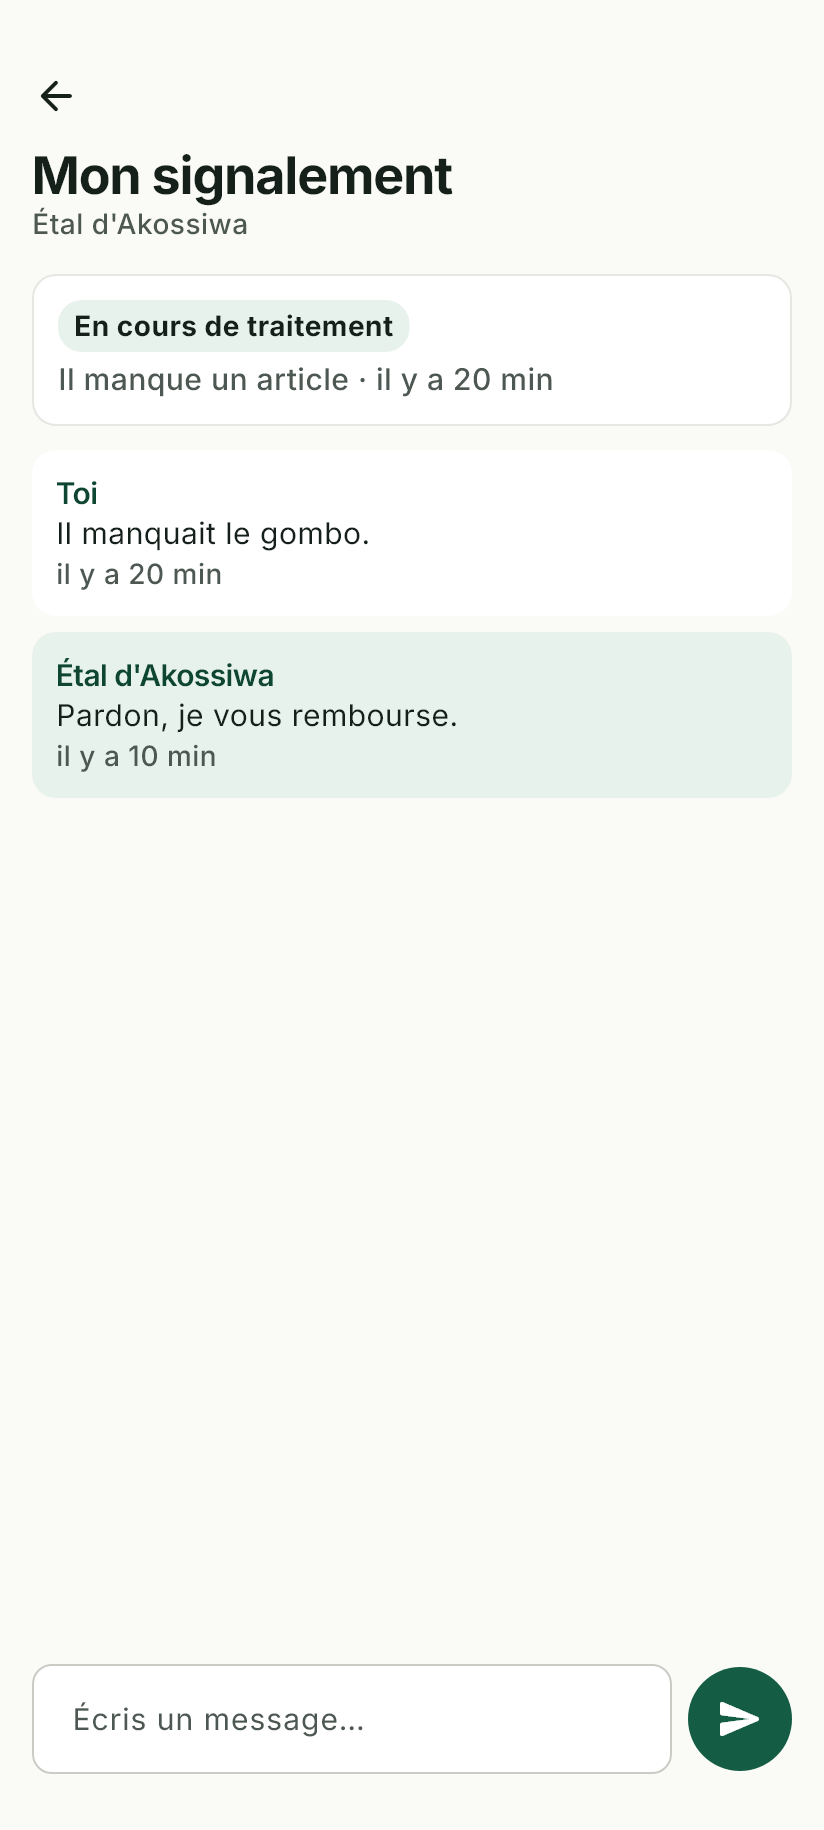 Mon signalement
Étal d'Akossiwa
En cours de traitement
Il manque un article · il y a 20 min
Toi
Il manquait le gombo.
il y a 20 min
Étal d'Akossiwa
Pardon, je vous rembourse.
il y a 10 min
Écris un message...